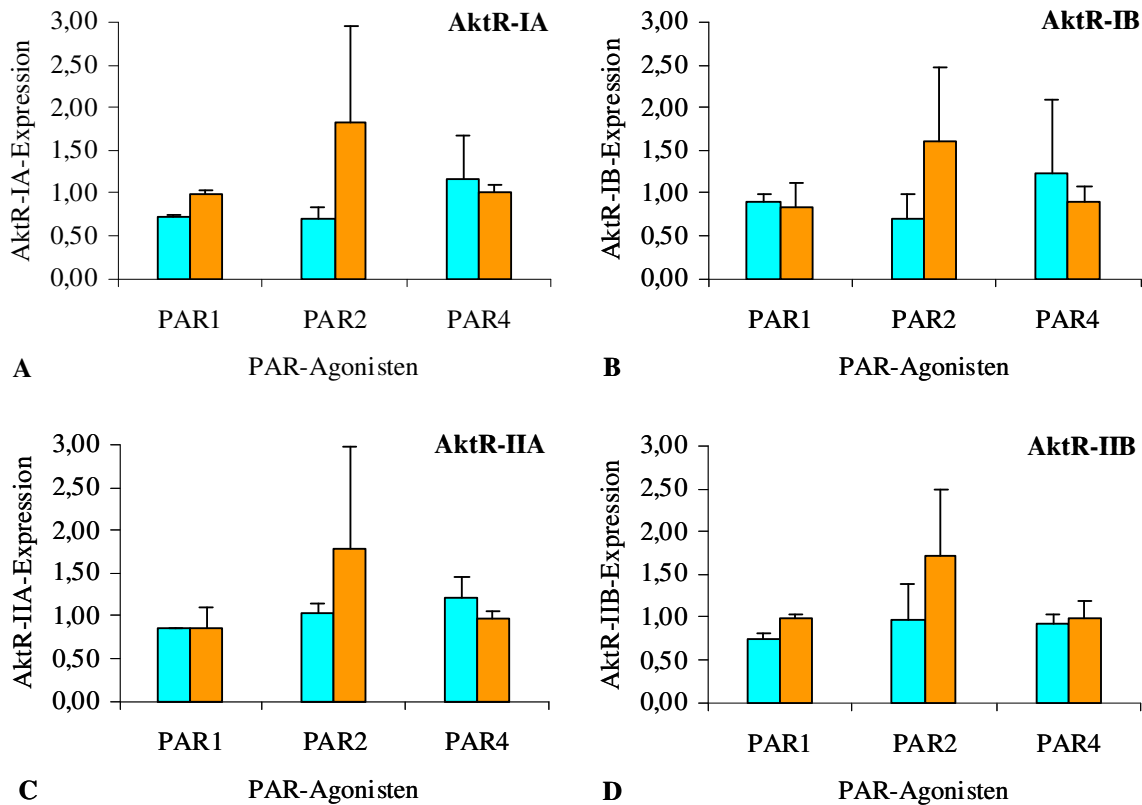 AktR-IA
AktR-IA-Expression
3,00
2,50
2,00
1,50
1,00
0,50
0,00
PAR1 PAR2 PAR4
A PAR-Agonisten
AktR-IB
AktR-IB-Expression
3,00
2,50
2,00
1,50
1,00
0,50
0,00
PAR1 PAR2 PAR4
B PAR-Agonisten
AktR-IIA
AktR-IIA-Expression
3,00
2,50
2,00
1,50
1,00
0,50
0,00
PAR1 PAR2 PAR4
C PAR-Agonisten
AktR-IIB
AktR-IIB-Expression
3,00
2,50
2,00
1,50
1,00
0,50
0,00
PAR1 PAR2 PAR4
D PAR-Agonisten